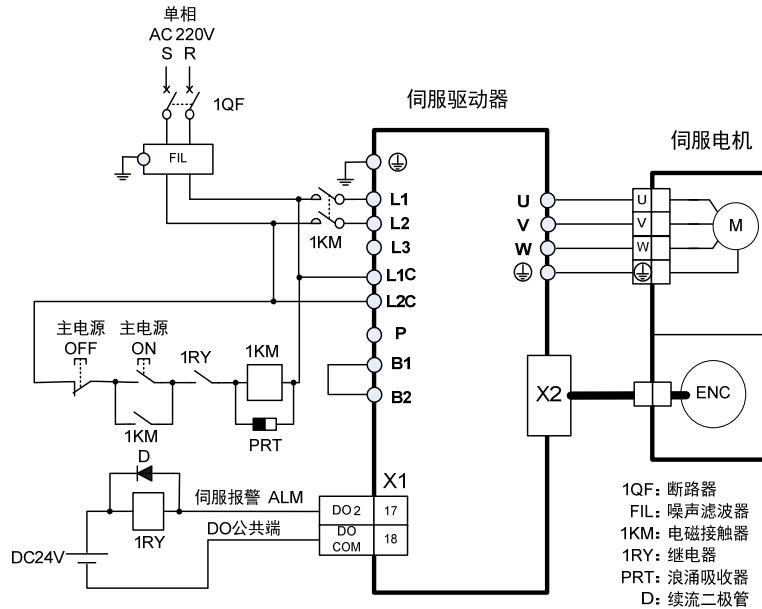 单相
AC 220V
S R
1QF
FIL
伺服驱动器
伺服电机
L1
L2
1KM
L3
L1C
L2C
P
B1
B2
U
V
W
U
V
W
M
主电源
OFF
主电源
ON
1RY
1KM
1KM
PRT
X2
ENC
D
1RY
伺服报警 ALM
DO公共端
DC24V
X1
DO 2
17
DO
COM
18
1QF：断路器
FIL：噪声滤波器
1KM：电磁接触器
1RY：继电器
PRT：浪涌吸收器
D：续流二极管